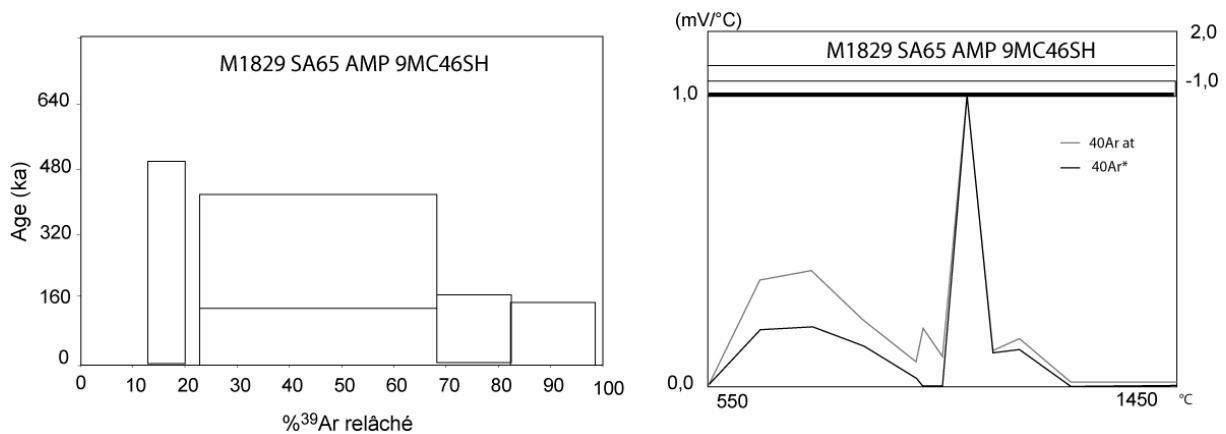 M1829 SA65 AMP 9MC46SH
Age (ka)
640
480
320
160
0
0 10 20 30 40 50 60 70 80 90 100
%³⁹Ar relâché
(mV/°C)
M1829 SA65 AMP 9MC46SH
2,0
-1,0
1,0
40Ar at
40Ar*
0,0
550 1450 °C